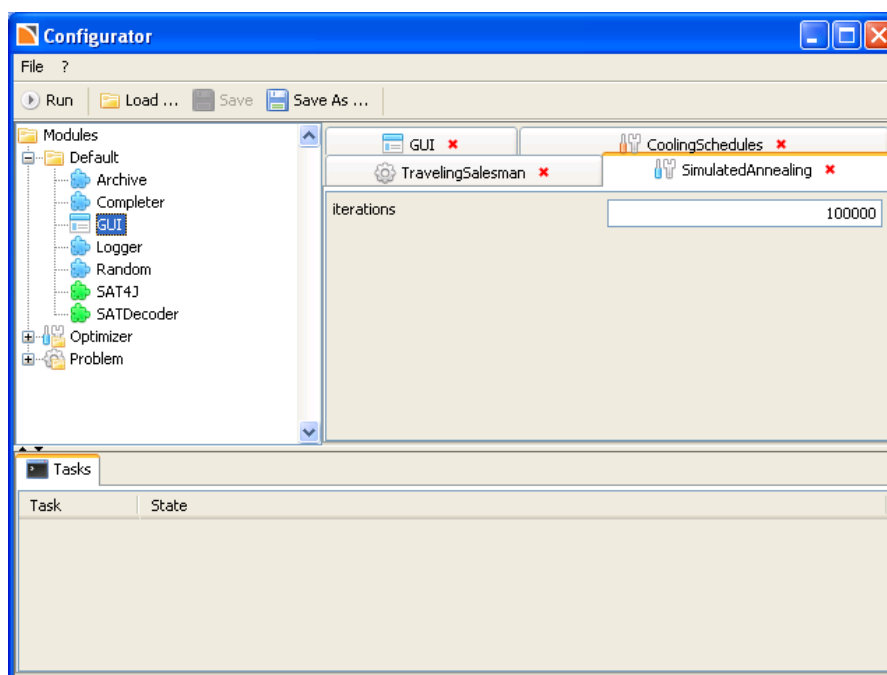 Configurator
File ?
Run Load ... Save Save As ...
Modules
Default
Archive
Completer
GUI
Logger
Random
SAT4J
SATDecoder
Optimizer
Problem
GUI CoolingSchedules
TravelingSalesman SimulatedAnnealing
iterations 100000
Tasks
Task State